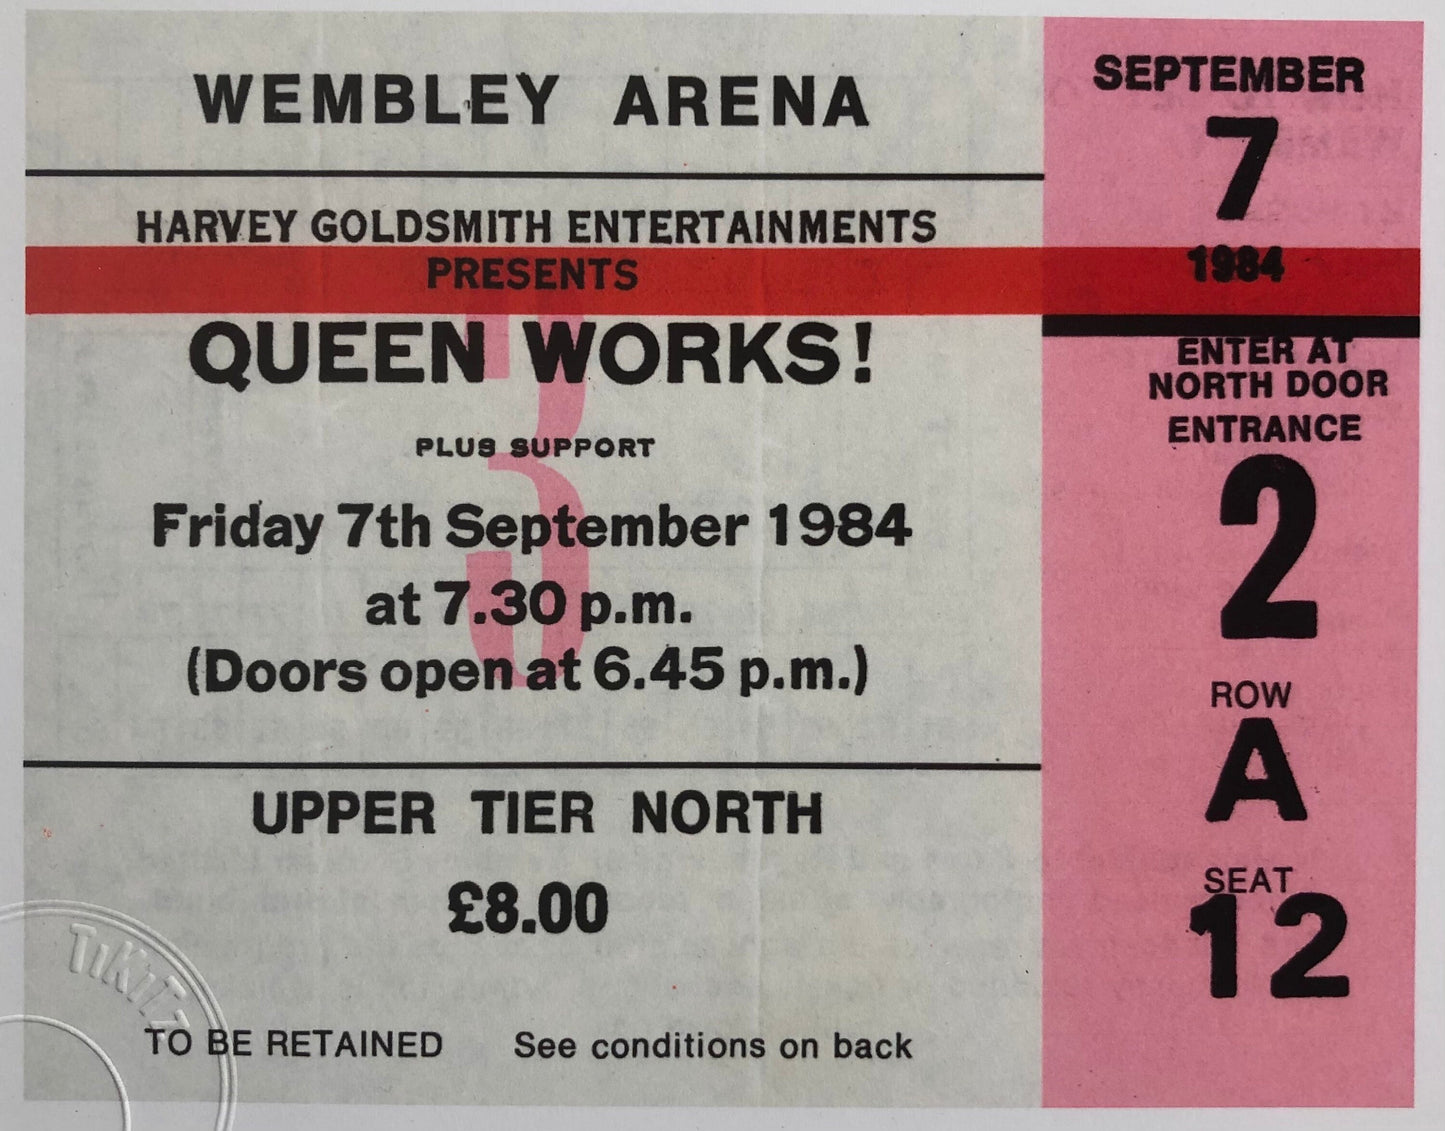 WEMBLEY ARENA
HARVEY GOLDSMITH ENTERTAINMENTS
PRESENTS
QUEEN WORKS!
PLUS SUPPORT
Friday 7th September 1984
at 7.30 p.m.
(Doors open at 6.45 p.m.)
3
UPPER TIER NORTH
£8.00
TO BE RETAINED See conditions on back
TiKiTZ
SEPTEMBER
7
1984
ENTER AT
NORTH DOOR
ENTRANCE
2
ROW
A
SEAT
12